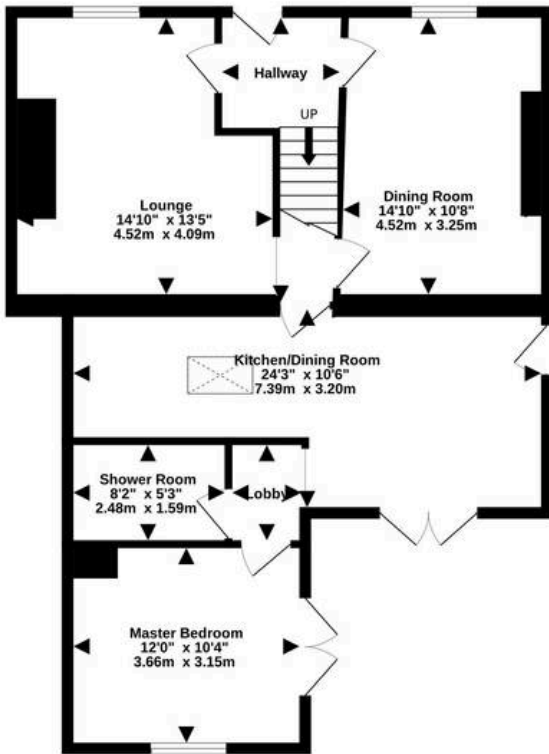 Hallway
UP
Lounge
14'10" x 13'5"
4.52m x 4.09m
Dining Room
14'10" x 10'8"
4.52m x 3.25m
Kitchen/Dining Room
24'3" x 10'6"
7.39m x 3.20m
Shower Room
8'2" x 5'3"
2.48m x 1.59m
Lobby
Master Bedroom
12'0" x 10'4"
3.66m x 3.15m